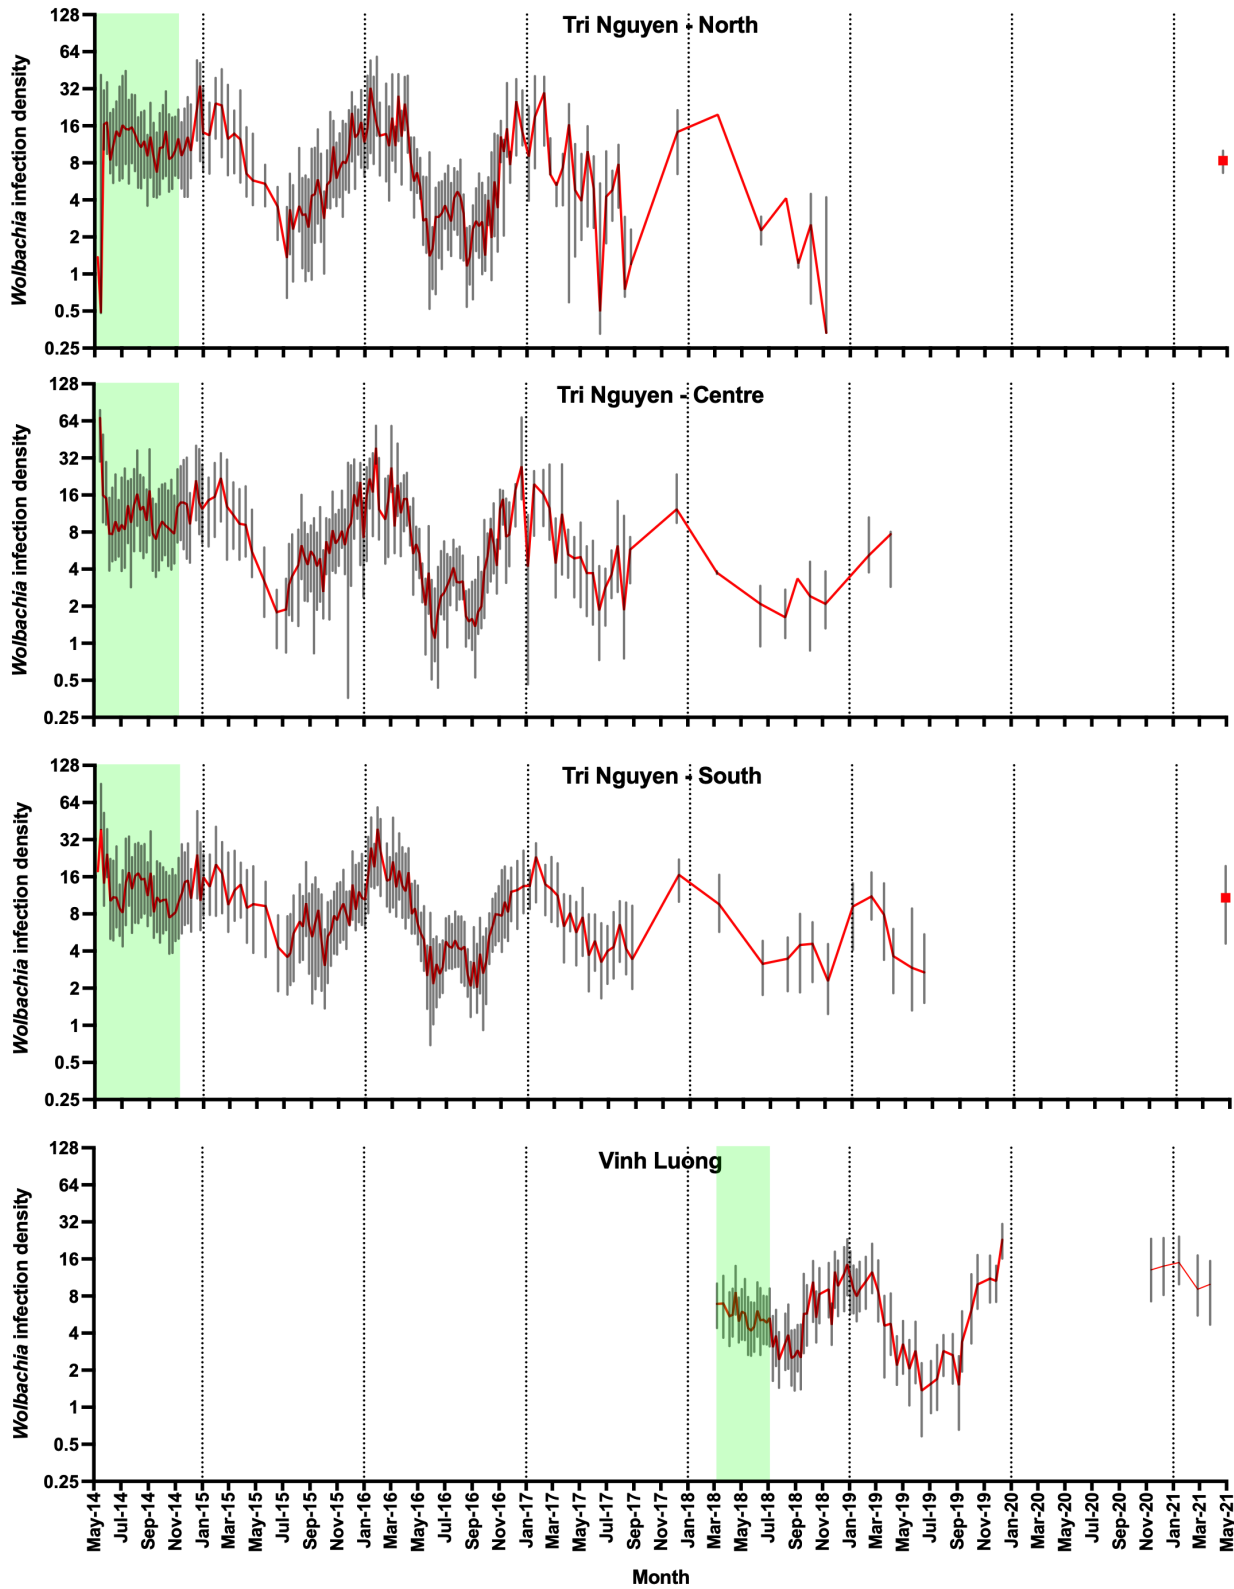 Tri Nguyen - North
Wolbachia infection density
128
64
32
16
8
4
2
1
0.5
0.25
Tri Nguyen - Centre
Wolbachia infection density
128
64
32
16
8
4
2
1
0.5
0.25
Tri Nguyen - South
Wolbachia infection density
128
64
32
16
8
4
2
1
0.5
0.25
Vinh Luong
Wolbachia infection density
128
64
32
16
8
4
2
1
0.5
0.25
May-14
Jul-14
Sep-14
Nov-14
Jan-15
Mar-15
May-15
Jul-15
Sep-15
Nov-15
Jan-16
Mar-16
May-16
Jul-16
Sep-16
Nov-16
Jan-17
Mar-17
May-17
Jul-17
Sep-17
Nov-17
Jan-18
Mar-18
May-18
Jul-18
Sep-18
Nov-18
Jan-19
Mar-19
May-19
Jul-19
Sep-19
Nov-19
Jan-20
Mar-20
May-20
Jul-20
Sep-20
Nov-20
Jan-21
Mar-21
May-21
Month